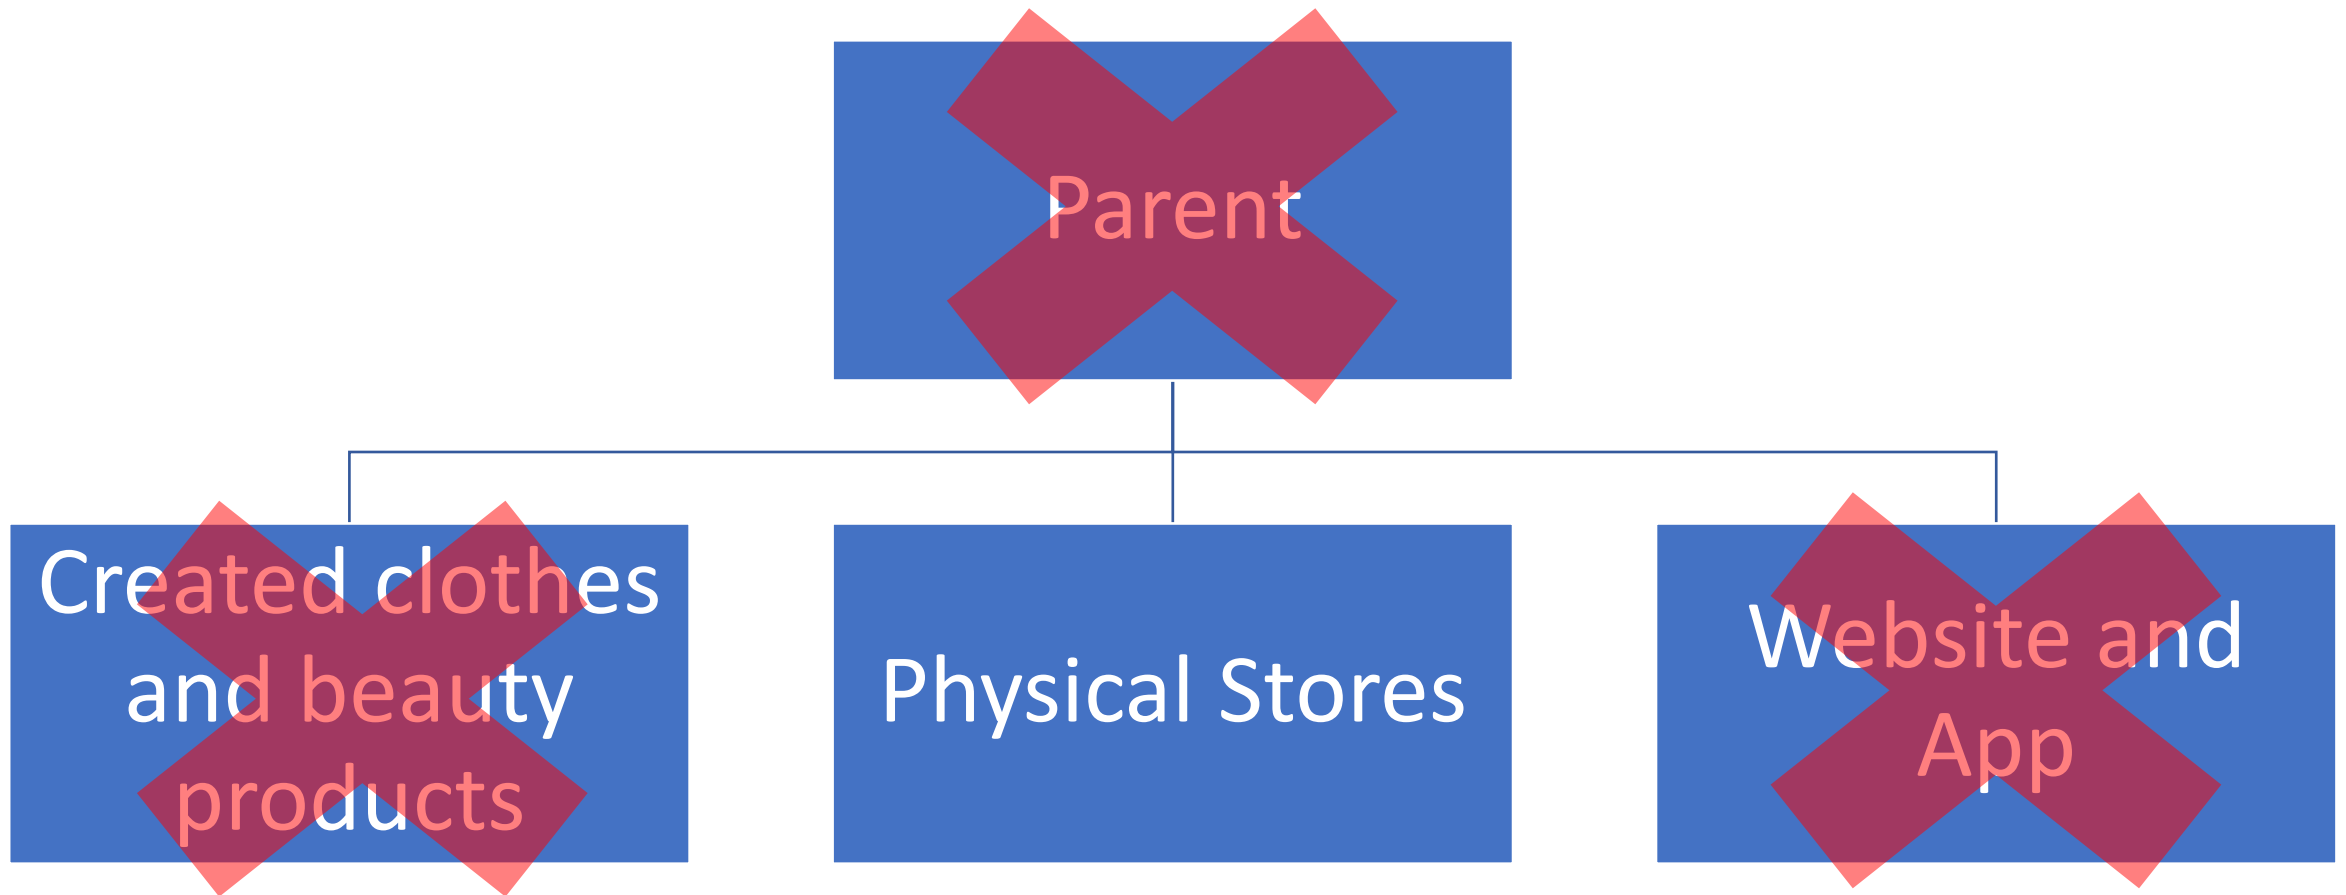 Parent
Created clothes
and beauty
products
Physical Stores
Website and
App